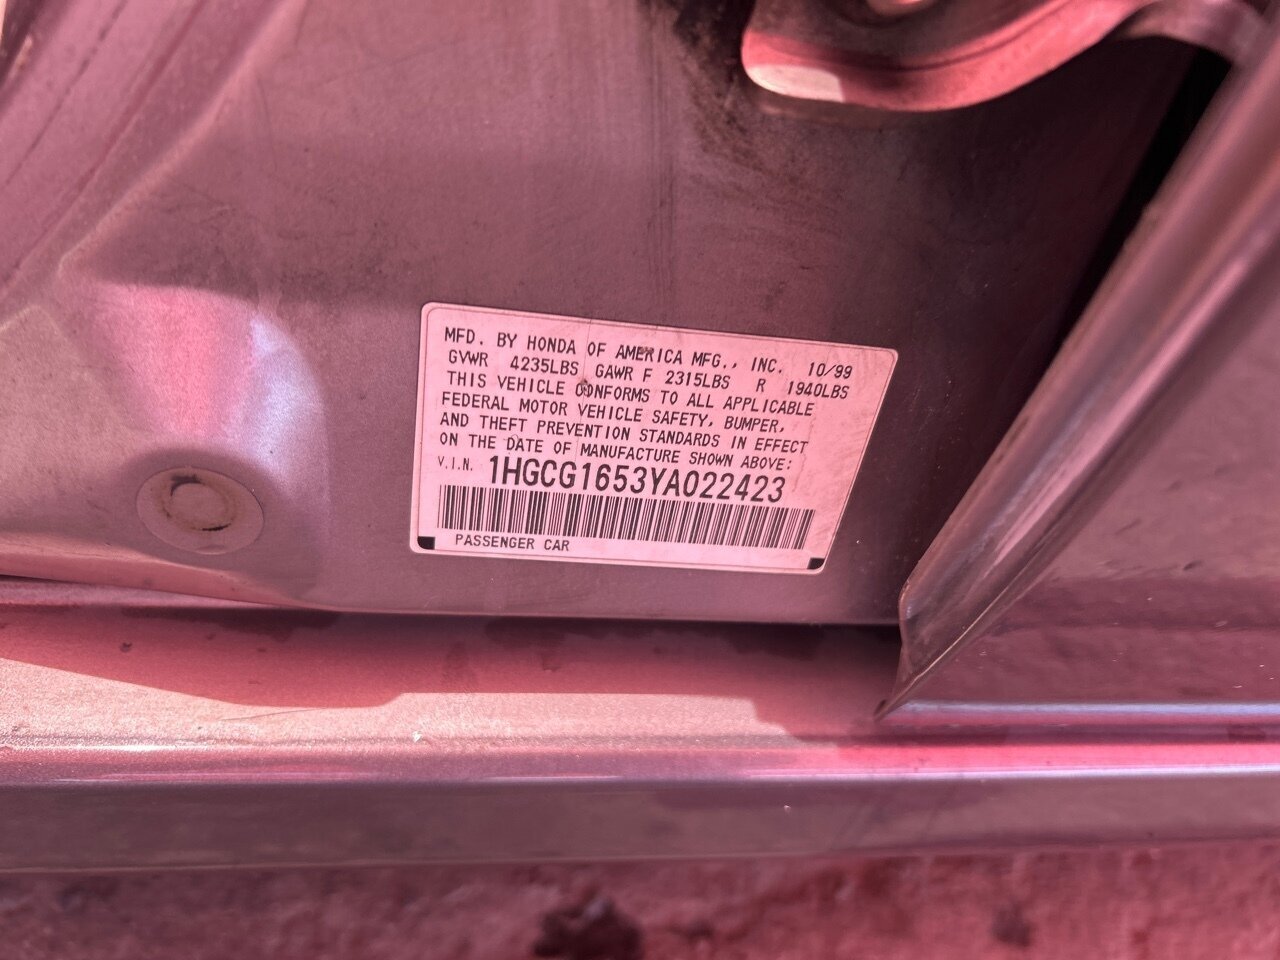 MFD. BY HONDA OF AMERICA MFG., INC. 10/99
GVWR 4235LBS GAWR F 2315LBS R 1940LBS
THIS VEHICLE CONFORMS TO ALL APPLICABLE
FEDERAL MOTOR VEHICLE SAFETY, BUMPER,
AND THEFT PREVENTION STANDARDS IN EFFECT
ON THE DATE OF MANUFACTURE SHOWN ABOVE:
V.I.N. 1HGCG1653YA022423
PASSENGER CAR